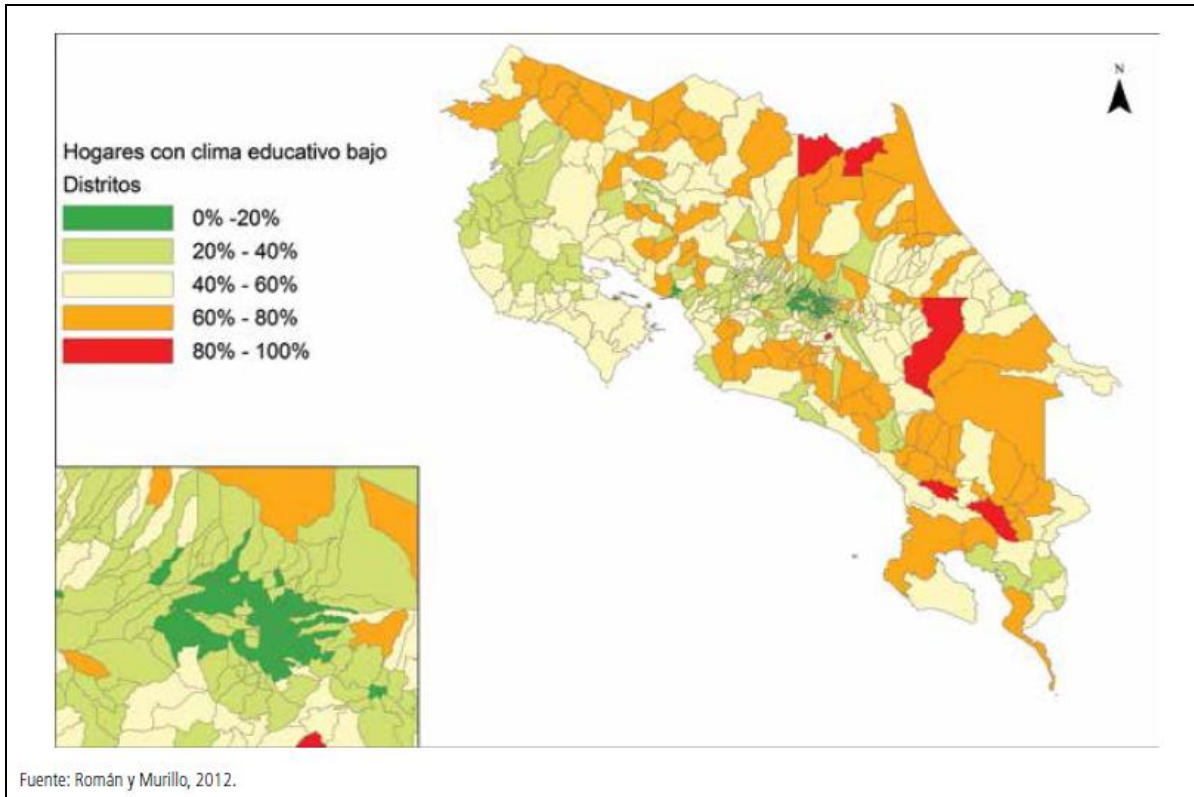 N
Hogares con clima educativo bajo
Distritos
0% -20%
20% - 40%
40% - 60%
60% - 80%
80% - 100%
Fuente: Román y Murillo, 2012.